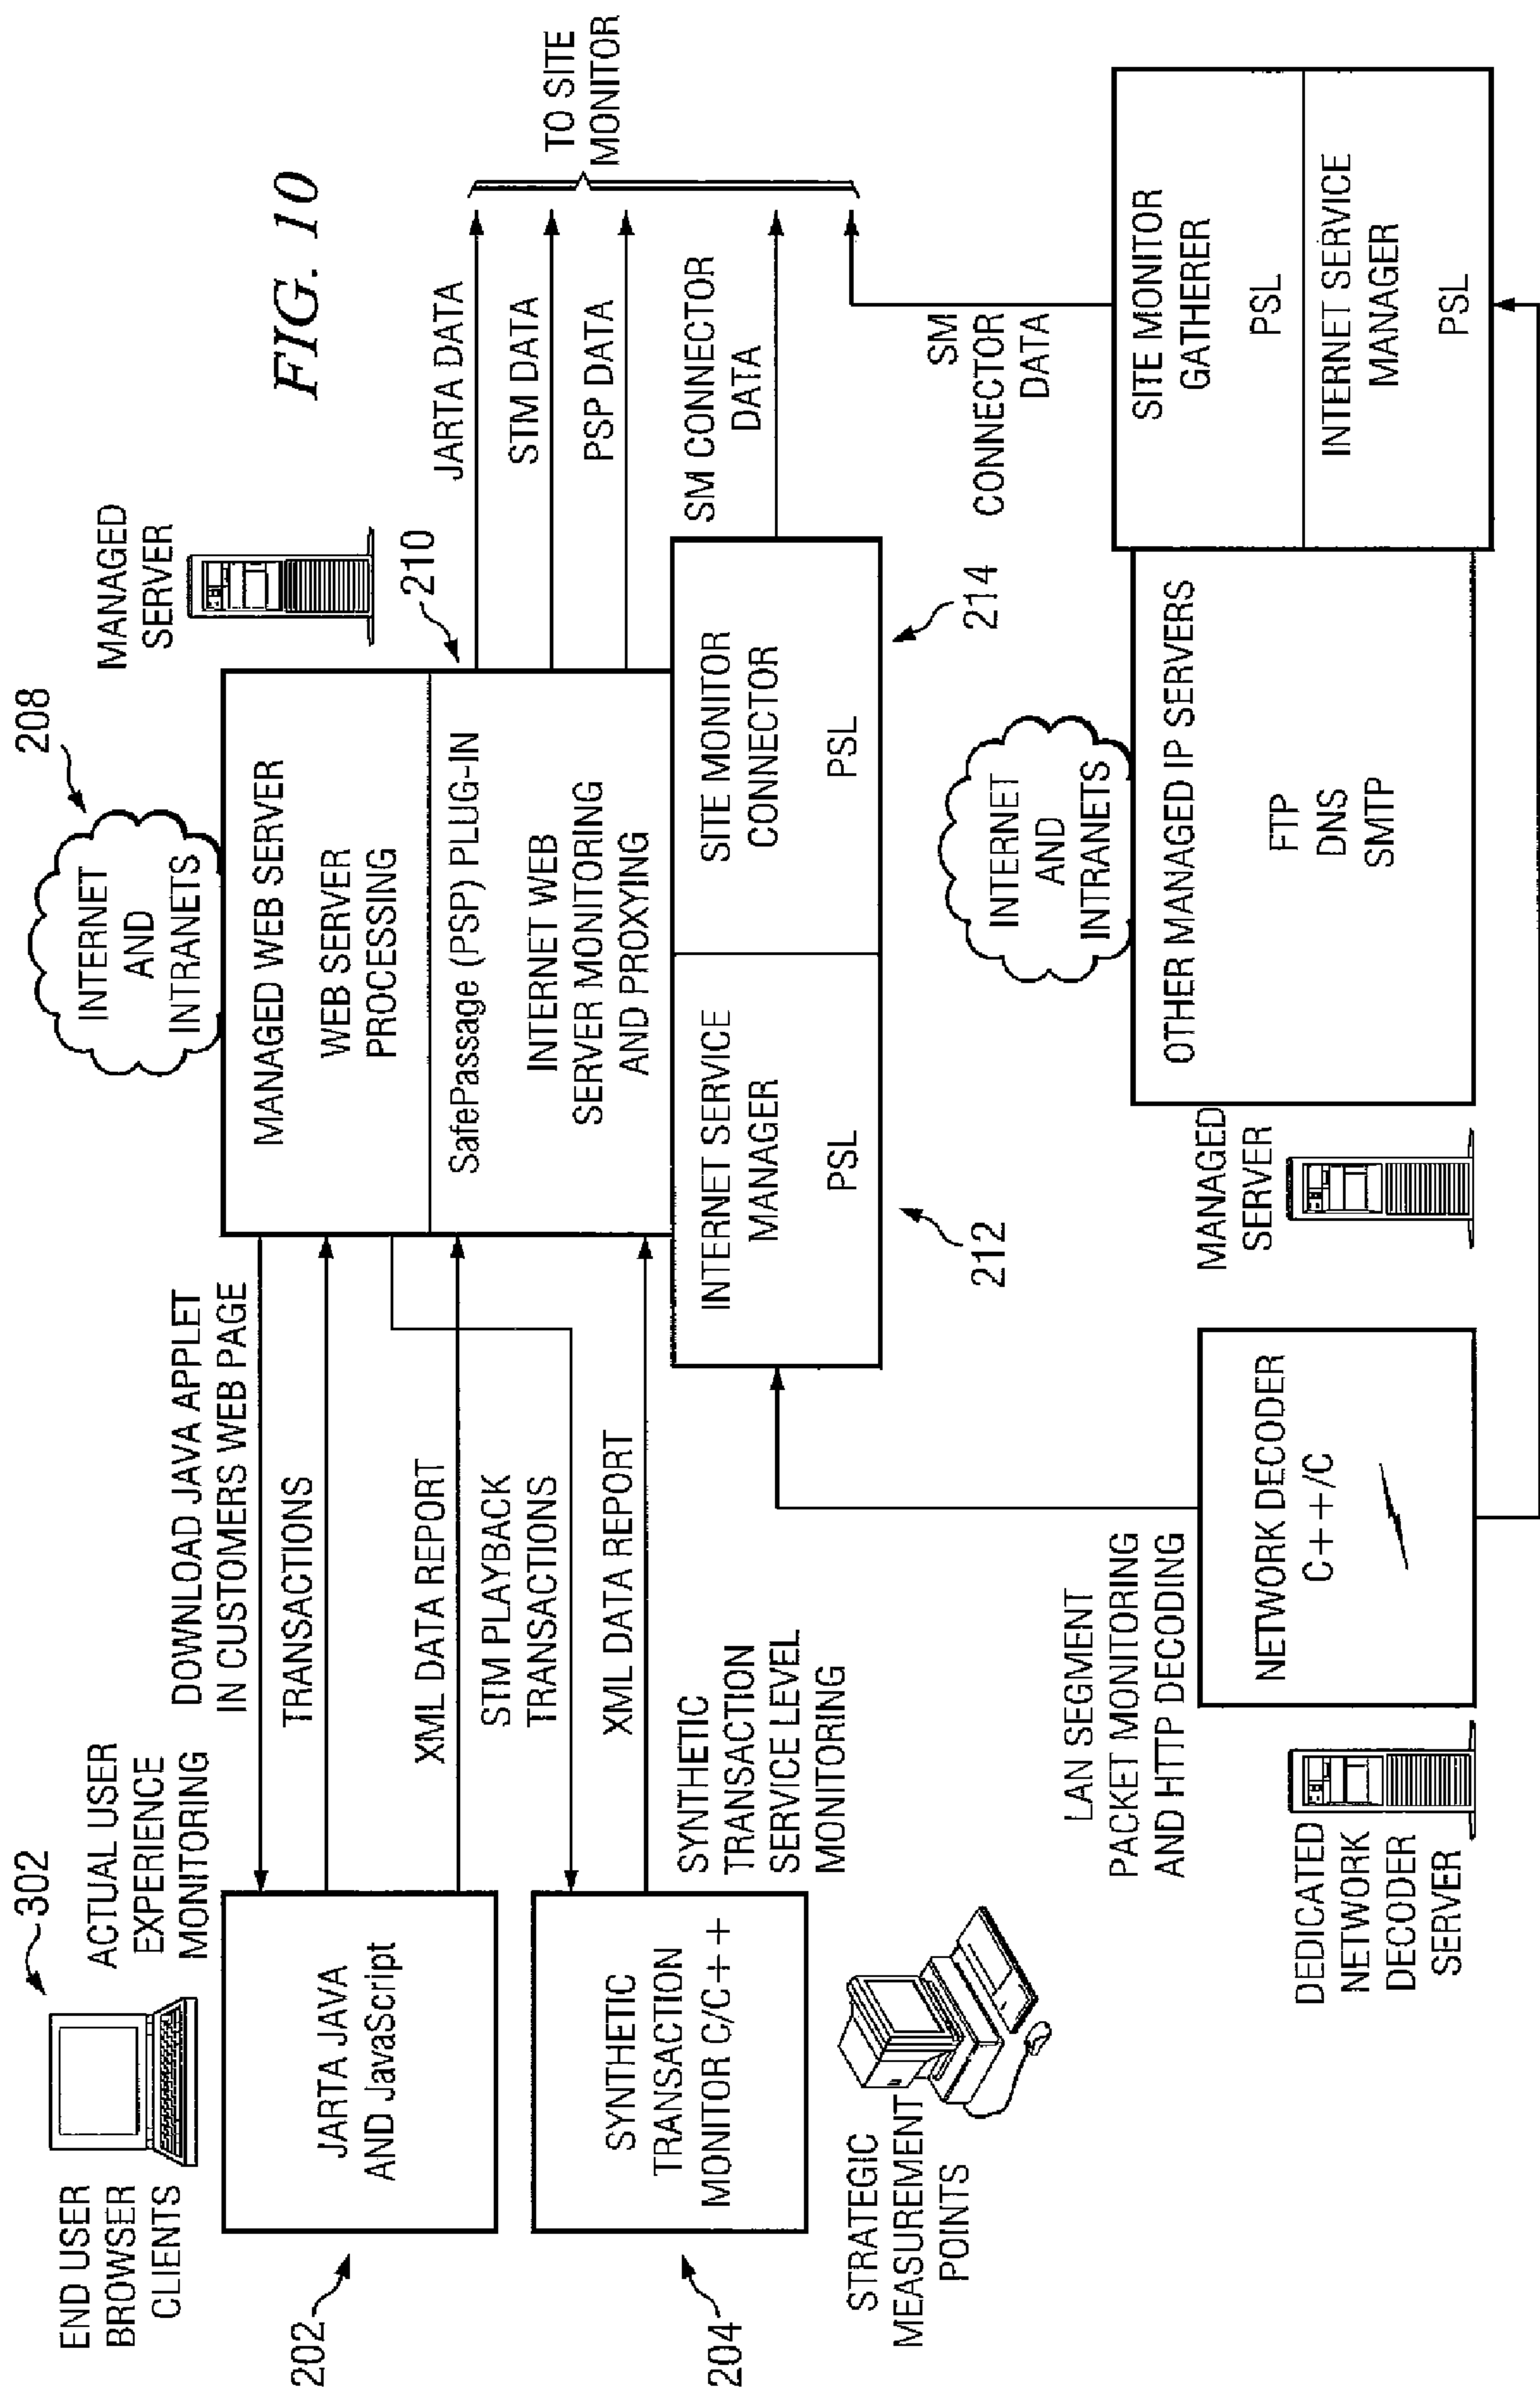 FIG. 10
302
END USER
BROWSER
CLIENTS
ACTUAL USER
EXPERIENCE
MONITORING
DOWNLOAD JAVA APPLET
IN CUSTOMERS WEB PAGE
TRANSACTIONS
XML DATA REPORT
STM PLAYBACK
TRANSACTIONS
XML DATA REPORT
202
JARTA JAVA
AND JavaScript
204
SYNTHETIC
TRANSACTION
MONITOR C/C++
SYNTHETIC
TRANSACTION
SERVICE LEVEL
MONITORING
STRATEGIC
MEASUREMENT
POINTS
208
INTERNET
AND
INTRANETS
MANAGED
SERVER
210
MANAGED WEB SERVER
WEB SERVER
PROCESSING
SafePassage (PSP) PLUG-IN
INTERNET WEB
SERVER MONITORING
AND PROXYING
INTERNET SERVICE
MANAGER
PSL
212
SITE MONITOR
CONNECTOR
PSL
214
JARTA DATA
STM DATA
PSP DATA
SM CONNECTOR
DATA
TO SITE
MONITOR
SM
CONNECTOR
DATA
LAN SEGMENT
PACKET MONITORING
AND HTTP DECODING
DEDICATED
NETWORK
DECODER
SERVER
NETWORK DECODER
C++/C
MANAGED
SERVER
INTERNET
AND
INTRANETS
OTHER MANAGED IP SERVERS
FTP
DNS
SMTP
SITE MONITOR
GATHERER
PSL
INTERNET SERVICE
MANAGER
PSL